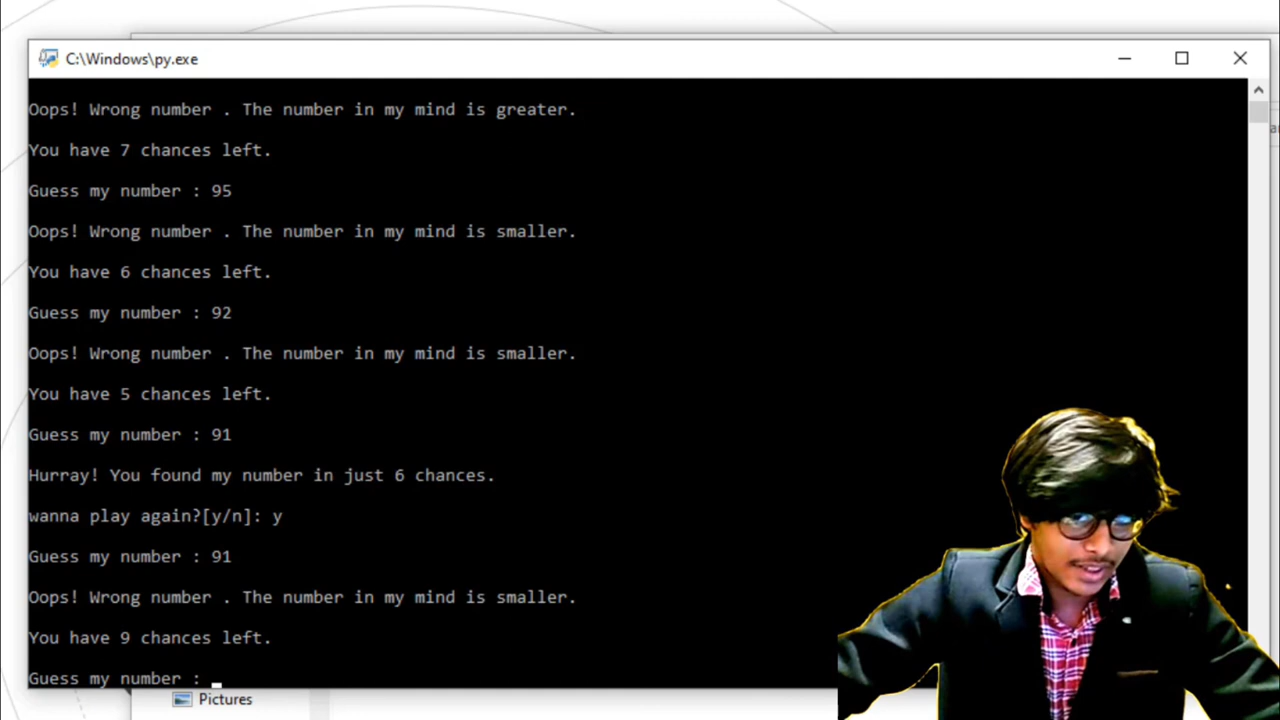 C:\Windows\py.exe
Oops! Wrong number . The number in my mind is greater.
You have 7 chances left.
Guess my number : 95
Oops! Wrong number . The number in my mind is smaller.
You have 6 chances left.
Guess my number : 92
Oops! Wrong number . The number in my mind is smaller.
You have 5 chances left.
Guess my number : 91
Hurray! You found my number in just 6 chances.
wanna play again?[y/n]: y
Guess my number : 91
Oops! Wrong number . The number in my mind is smaller.
You have 9 chances left.
Guess my number :
Pictures